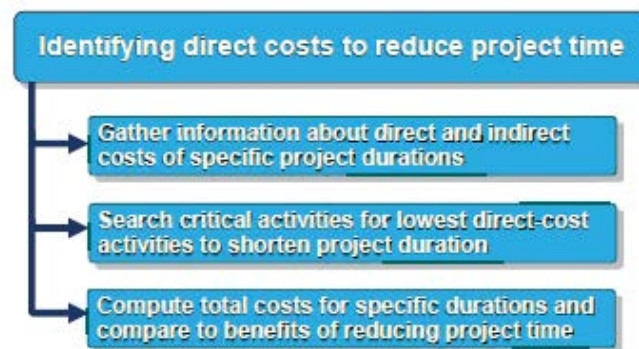 Identifying direct costs to reduce project time
Gather information about direct and indirect
costs of specific project durations
Search critical activities for lowest direct-cost
activities to shorten project duration
Compute total costs for specific durations and
compare to benefits of reducing project time